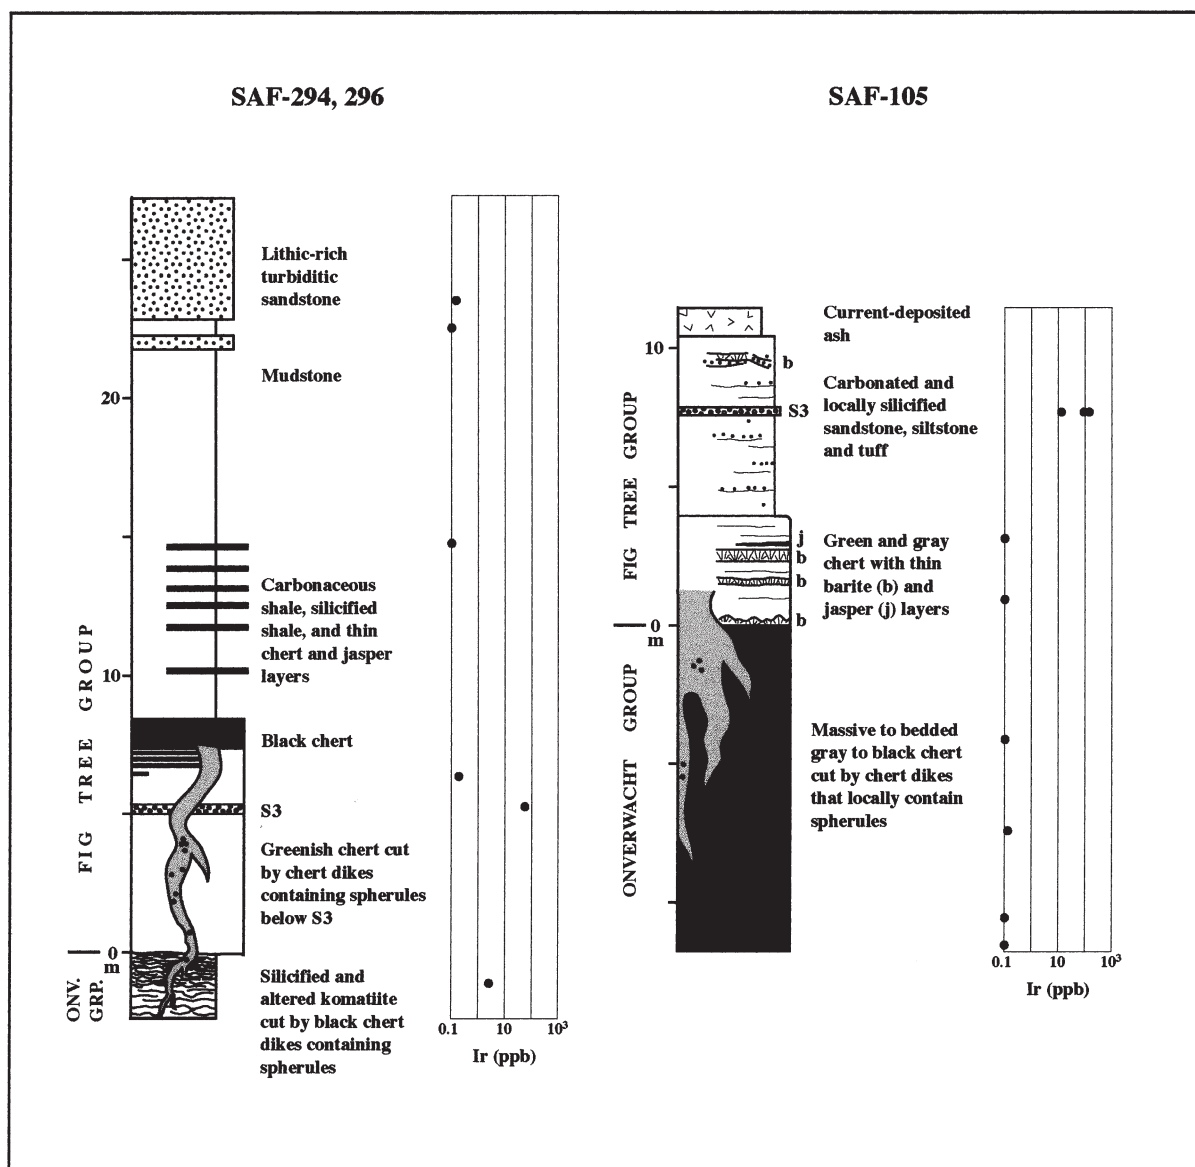 SAF-294, 296
Lithic-rich
turbiditic
sandstone
Mudstone
20
Carbonaceous
shale, silicified
shale, and thin
chert and jasper
layers
10
Black chert
S3
Greenish chert cut
by chert dikes
containing spherules
below S3
0
m
Silicified and
altered komatiite
cut by black chert
dikes containing
spherules
FIG TREE GROUP
ONV.
GRP.
0.1 10 10³
Ir (ppb)
SAF-105
Current-deposited
ash
10
b
Carbonated and
locally silicified
sandstone, siltstone
and tuff
S3
j
b
b
b
Green and gray
chert with thin
barite (b) and
jasper (j) layers
0
m
Massive to bedded
gray to black chert
cut by chert dikes
that locally contain
spherules
FIG TREE GROUP
ONVERWACHT GROUP
0.1 10 10³
Ir (ppb)